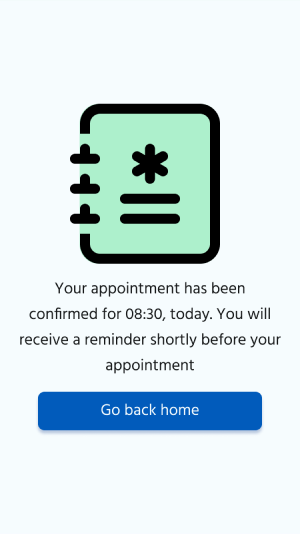 Your appointment has been
confirmed for 08:30, today. You will
receive a reminder shortly before your
appointment
Go back home